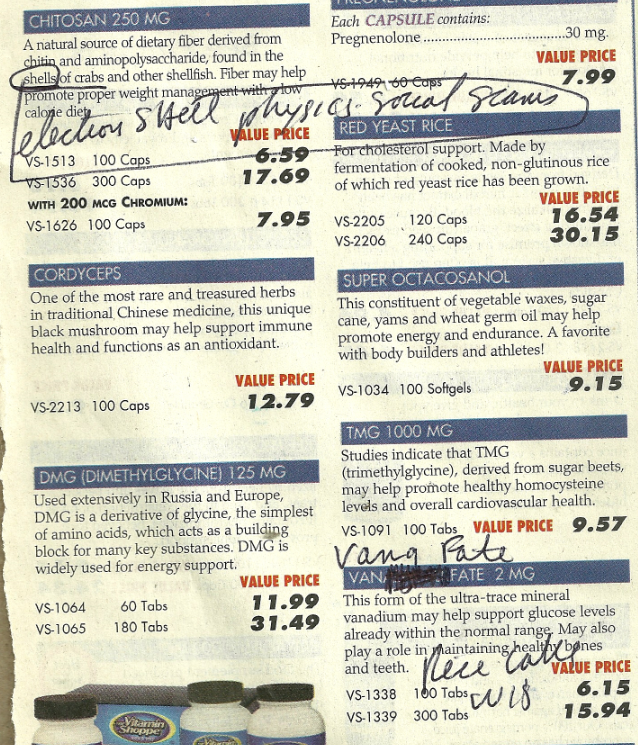 CHITOSAN 250 MG
A natural source of dietary fiber derived from
chitin and aminopolysaccharide, found in the
shells of crabs and other shellfish. Fiber may help
promote proper weight management with a low
calorie diet.
election shell physics. social scams
VALUE PRICE
VS-1513 100 Caps 6.59
VS-1536 300 Caps 17.69
WITH 200 MCG CHROMIUM:
VS-1626 100 Caps 7.95
CORDYCEPS
One of the most rare and treasured herbs
in traditional Chinese medicine, this unique
black mushroom may help support immune
health and functions as an antioxidant.
VALUE PRICE
VS-2213 100 Caps 12.79
DMG (DIMETHYLGLYCINE) 125 MG
Used extensively in Russia and Europe,
DMG is a derivative of glycine, the simplest
of amino acids, which acts as a building
block for many key substances. DMG is
widely used for energy support.
VALUE PRICE
VS-1064 60 Tabs 11.99
VS-1065 180 Tabs 31.49
Vitamin
Shoppe
Each CAPSULE contains:
Pregnenolone ..........................30 mg.
VALUE PRICE
VS-1949 60 Caps 7.99
RED YEAST RICE
For cholesterol support. Made by
fermentation of cooked, non-glutinous rice
of which red yeast rice has been grown.
VALUE PRICE
VS-2205 120 Caps 16.54
VS-2206 240 Caps 30.15
SUPER OCTACOSANOL
This constituent of vegetable waxes, sugar
cane, yams and wheat germ oil may help
promote energy and endurance. A favorite
with body builders and athletes!
VALUE PRICE
VS-1034 100 Softgels 9.15
TMG 1000 MG
Studies indicate that TMG
(trimethylglycine), derived from sugar beets,
may help promote healthy homocysteine
levels and overall cardiovascular health.
VS-1091 100 Tabs VALUE PRICE 9.57
Vana Fate
VANA FATE 2 MG
This form of the ultra-trace mineral
vanadium may help support glucose levels
already within the normal range. May also
play a role in maintaining healthy bones
and teeth.
VALUE PRICE
VS-1338 100 Tabs 6.15
VS-1339 300 Tabs 15.94